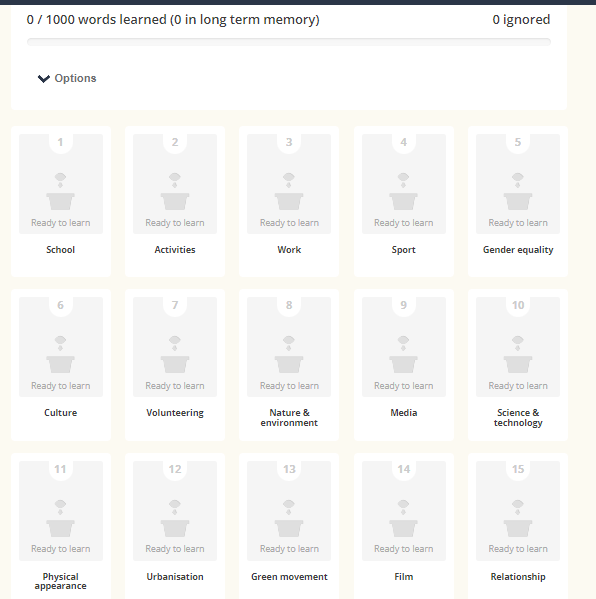 0 / 1000 words learned (0 in long term memory)
0 ignored
Options
1
2
3
4
5
Ready to learn
Ready to learn
Ready to learn
Ready to learn
Ready to learn
School
Activities
Work
Sport
Gender equality
6
7
8
9
10
Ready to learn
Ready to learn
Ready to learn
Ready to learn
Ready to learn
Culture
Volunteering
Nature &
environment
Media
Science &
technology
11
12
13
14
15
Ready to learn
Ready to learn
Ready to learn
Ready to learn
Ready to learn
Physical
appearance
Urbanisation
Green movement
Film
Relationship